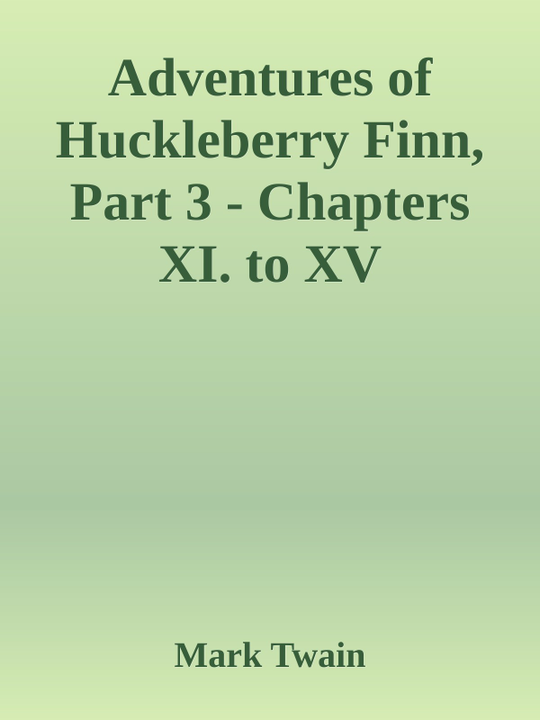 Adventures of
Huckleberry Finn,
Part 3 - Chapters
XI. to XV
Mark Twain